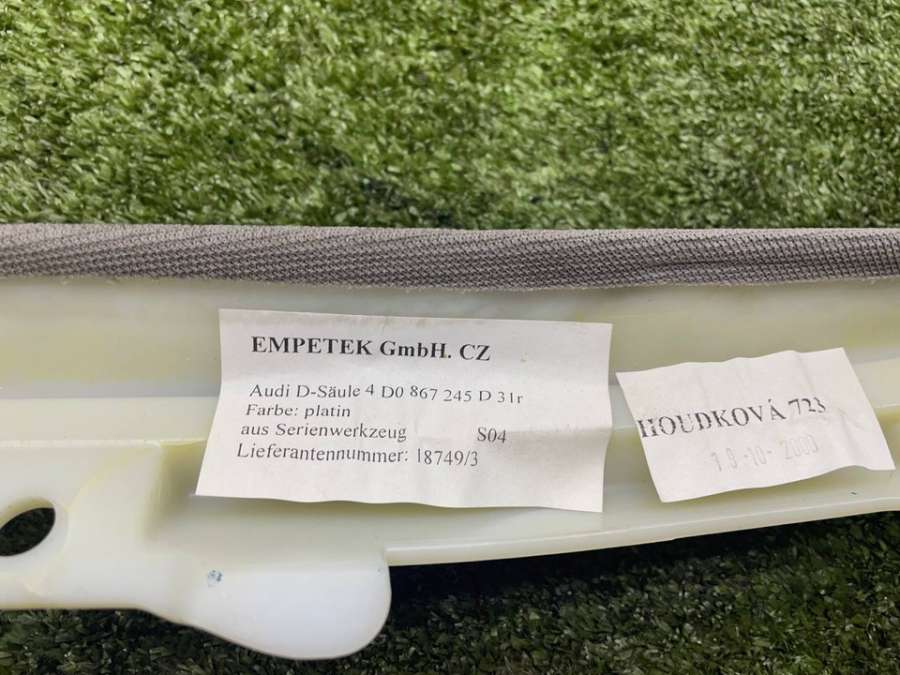 EMPETEK GmbH. CZ
Audi D-Säule 4 D0 867 245 D 31r
Farbe: platin
aus Serienwerkzeug S04
Lieferantennummer: 18749/3
HOUDKOVÁ 723
19-10-2000